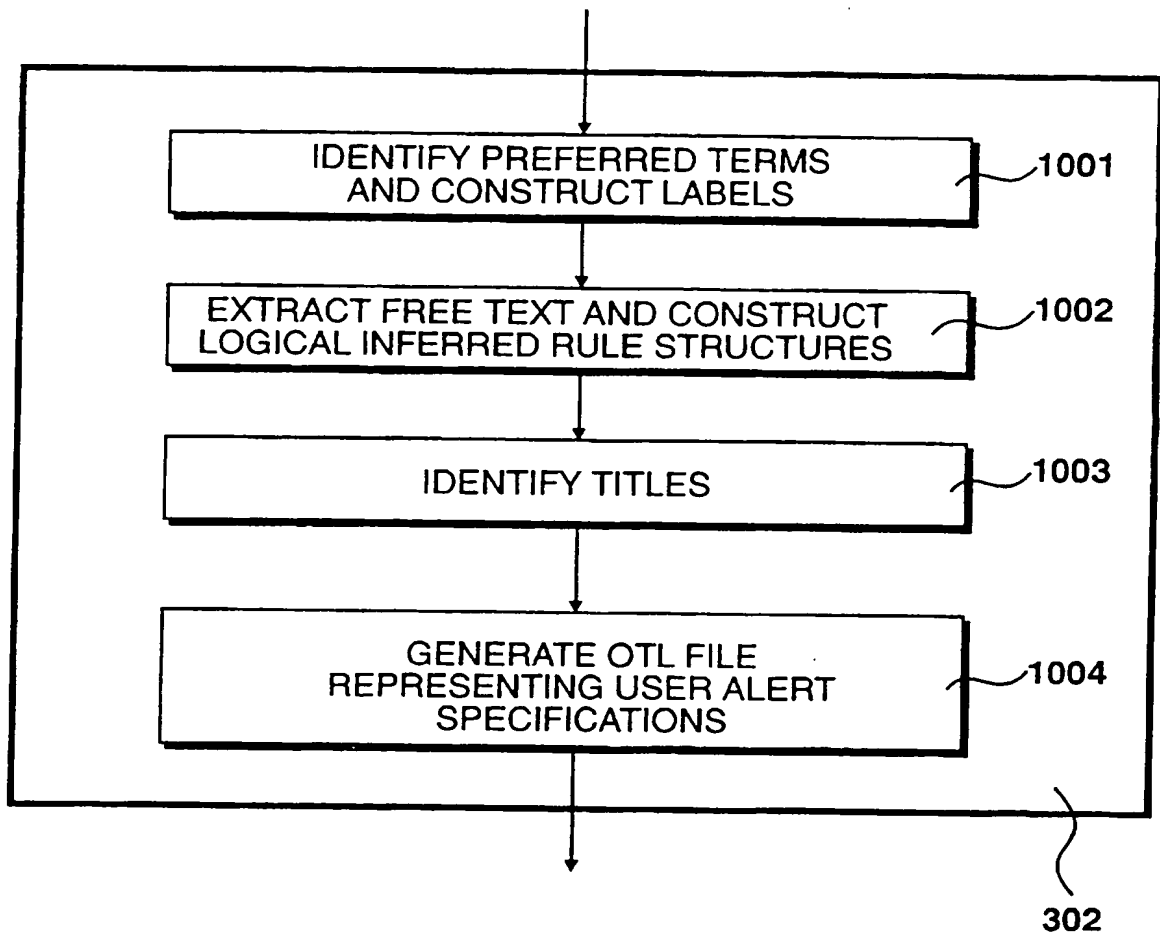 IDENTIFY PREFERRED TERMS
AND CONSTRUCT LABELS
1001
EXTRACT FREE TEXT AND CONSTRUCT
LOGICAL INFERRED RULE STRUCTURES
1002
IDENTIFY TITLES
1003
GENERATE OTL FILE
REPRESENTING USER ALERT
SPECIFICATIONS
1004
302